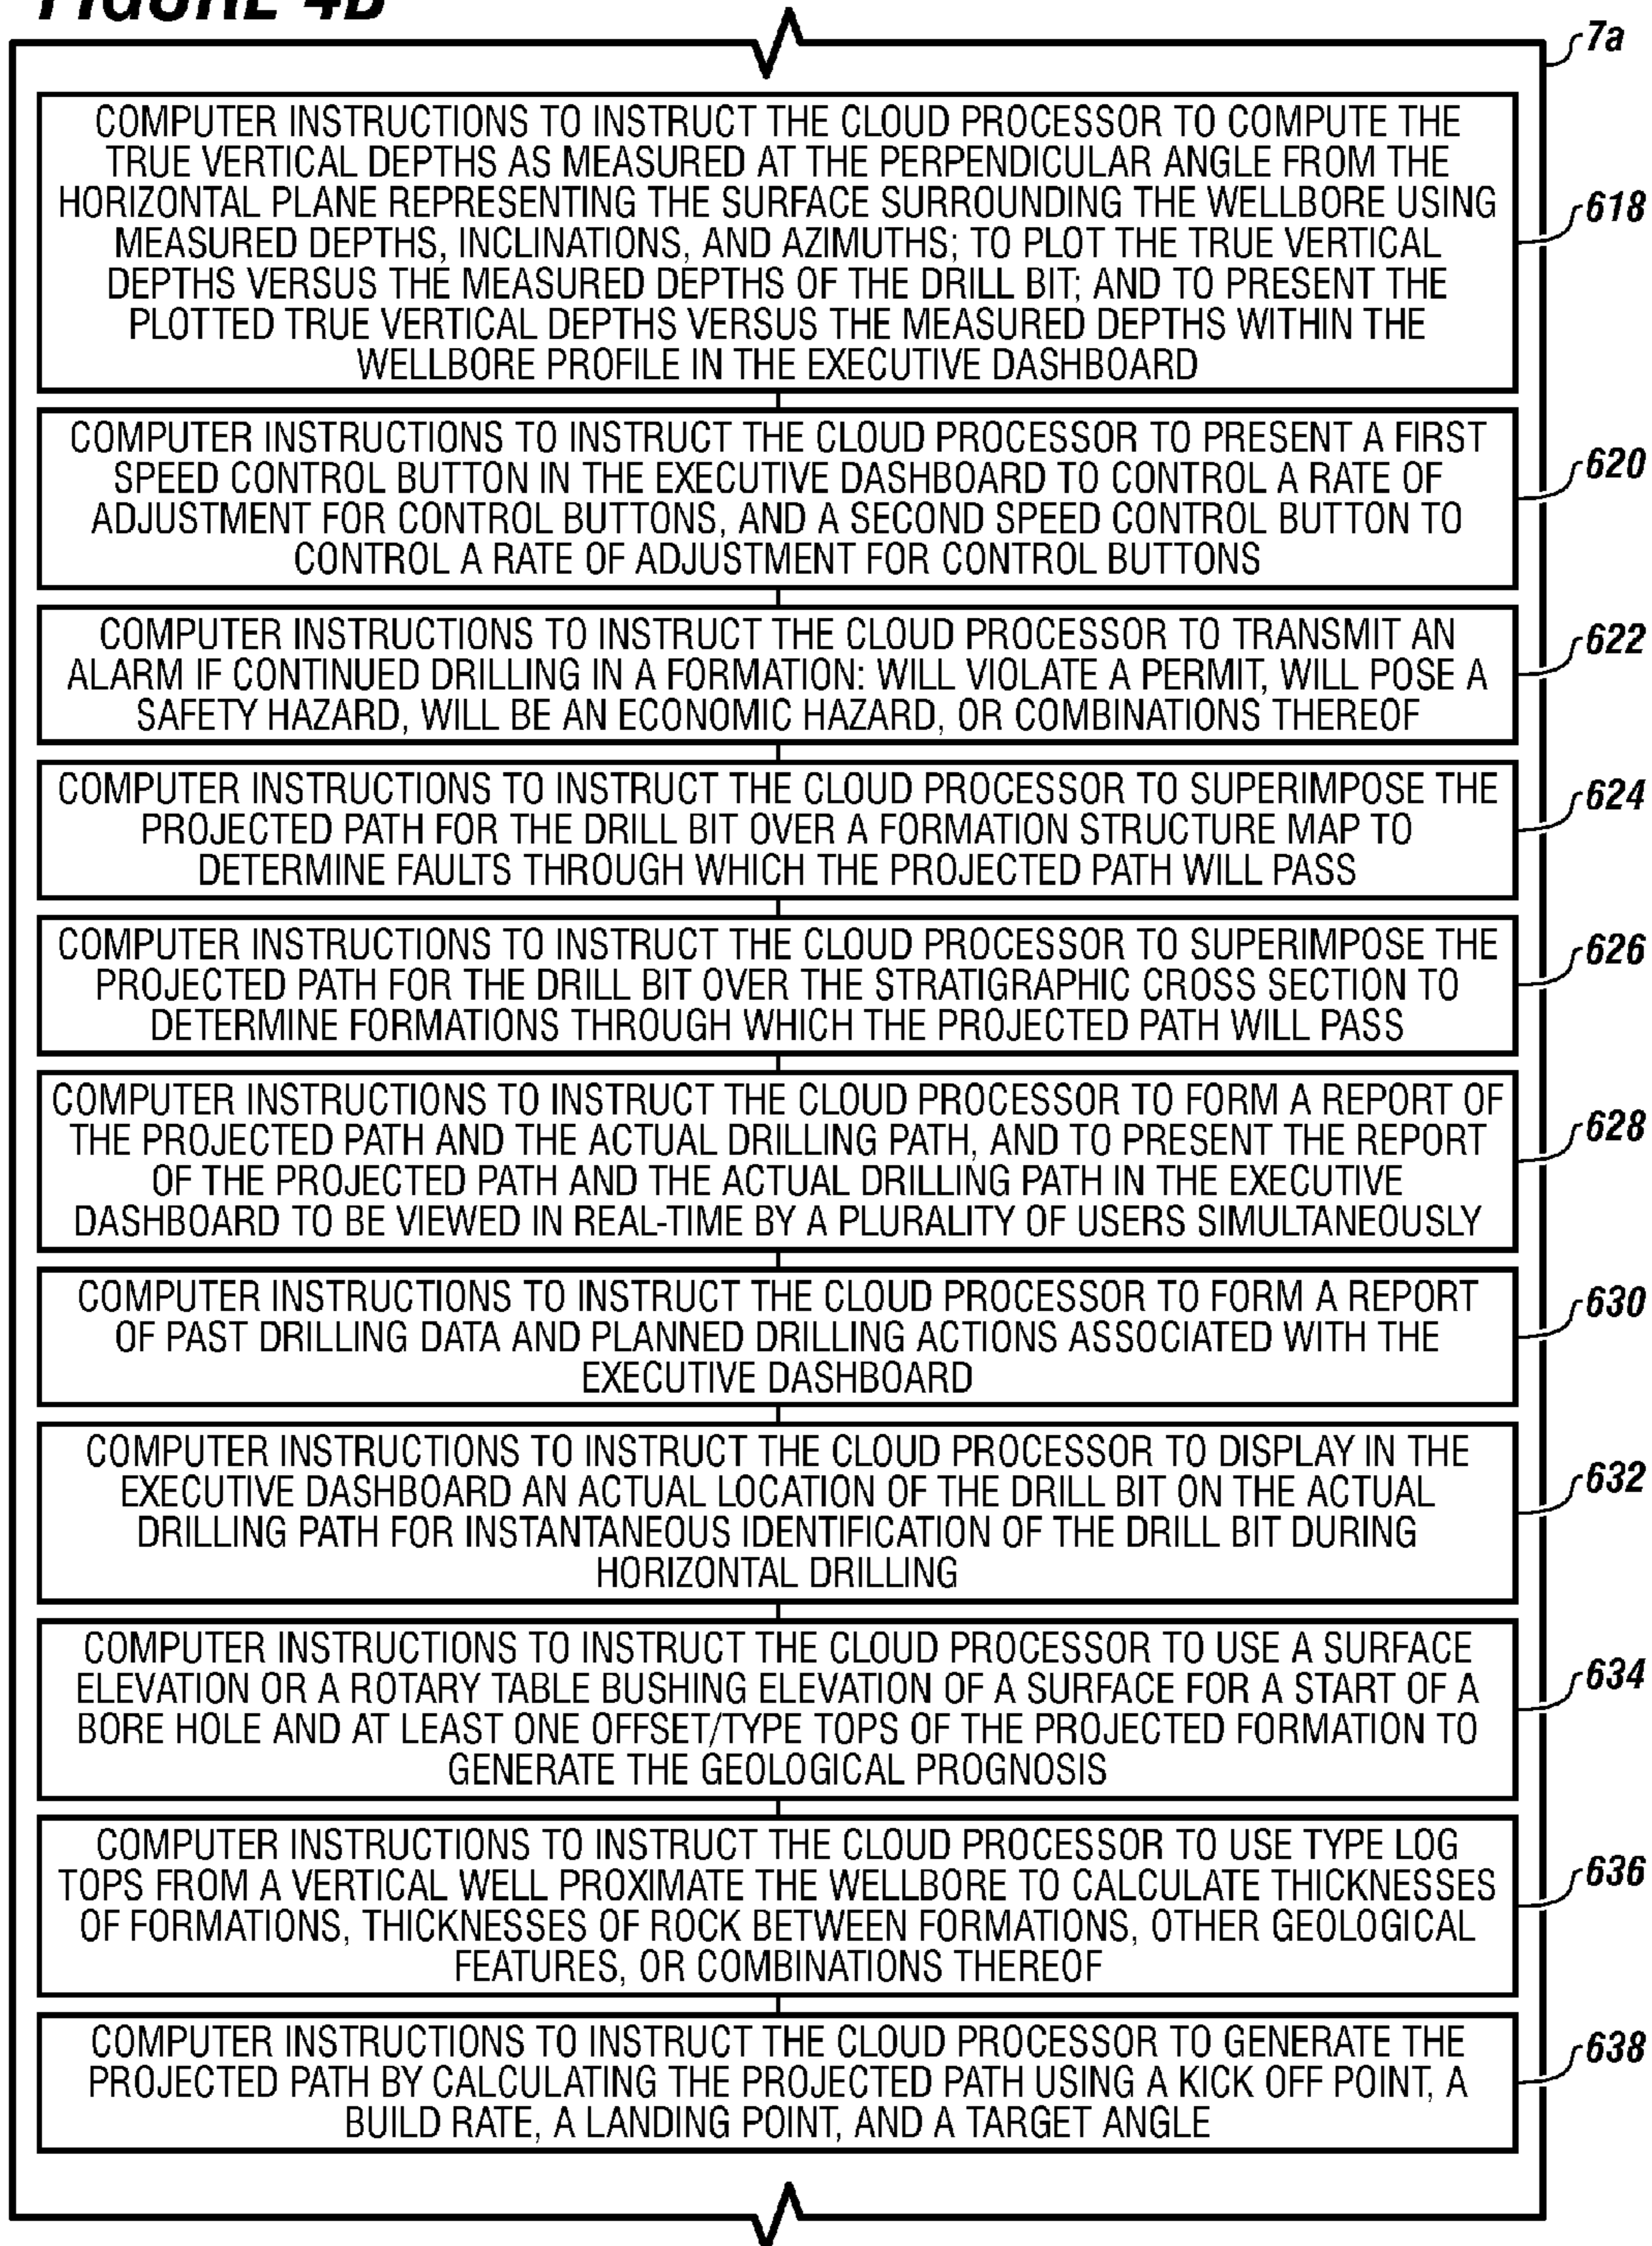 FIGURE 4B
7a
COMPUTER INSTRUCTIONS TO INSTRUCT THE CLOUD PROCESSOR TO COMPUTE THE
TRUE VERTICAL DEPTHS AS MEASURED AT THE PERPENDICULAR ANGLE FROM THE
HORIZONTAL PLANE REPRESENTING THE SURFACE SURROUNDING THE WELLBORE USING
MEASURED DEPTHS, INCLINATIONS, AND AZIMUTHS; TO PLOT THE TRUE VERTICAL
DEPTHS VERSUS THE MEASURED DEPTHS OF THE DRILL BIT; AND TO PRESENT THE
PLOTTED TRUE VERTICAL DEPTHS VERSUS THE MEASURED DEPTHS WITHIN THE
WELLBORE PROFILE IN THE EXECUTIVE DASHBOARD
618
COMPUTER INSTRUCTIONS TO INSTRUCT THE CLOUD PROCESSOR TO PRESENT A FIRST
SPEED CONTROL BUTTON IN THE EXECUTIVE DASHBOARD TO CONTROL A RATE OF
ADJUSTMENT FOR CONTROL BUTTONS, AND A SECOND SPEED CONTROL BUTTON TO
CONTROL A RATE OF ADJUSTMENT FOR CONTROL BUTTONS
620
COMPUTER INSTRUCTIONS TO INSTRUCT THE CLOUD PROCESSOR TO TRANSMIT AN
ALARM IF CONTINUED DRILLING IN A FORMATION: WILL VIOLATE A PERMIT, WILL POSE A
SAFETY HAZARD, WILL BE AN ECONOMIC HAZARD, OR COMBINATIONS THEREOF
622
COMPUTER INSTRUCTIONS TO INSTRUCT THE CLOUD PROCESSOR TO SUPERIMPOSE THE
PROJECTED PATH FOR THE DRILL BIT OVER A FORMATION STRUCTURE MAP TO
DETERMINE FAULTS THROUGH WHICH THE PROJECTED PATH WILL PASS
624
COMPUTER INSTRUCTIONS TO INSTRUCT THE CLOUD PROCESSOR TO SUPERIMPOSE THE
PROJECTED PATH FOR THE DRILL BIT OVER THE STRATIGRAPHIC CROSS SECTION TO
DETERMINE FORMATIONS THROUGH WHICH THE PROJECTED PATH WILL PASS
626
COMPUTER INSTRUCTIONS TO INSTRUCT THE CLOUD PROCESSOR TO FORM A REPORT OF
THE PROJECTED PATH AND THE ACTUAL DRILLING PATH, AND TO PRESENT THE REPORT
OF THE PROJECTED PATH AND THE ACTUAL DRILLING PATH IN THE EXECUTIVE
DASHBOARD TO BE VIEWED IN REAL-TIME BY A PLURALITY OF USERS SIMULTANEOUSLY
628
COMPUTER INSTRUCTIONS TO INSTRUCT THE CLOUD PROCESSOR TO FORM A REPORT
OF PAST DRILLING DATA AND PLANNED DRILLING ACTIONS ASSOCIATED WITH THE
EXECUTIVE DASHBOARD
630
COMPUTER INSTRUCTIONS TO INSTRUCT THE CLOUD PROCESSOR TO DISPLAY IN THE
EXECUTIVE DASHBOARD AN ACTUAL LOCATION OF THE DRILL BIT ON THE ACTUAL
DRILLING PATH FOR INSTANTANEOUS IDENTIFICATION OF THE DRILL BIT DURING
HORIZONTAL DRILLING
632
COMPUTER INSTRUCTIONS TO INSTRUCT THE CLOUD PROCESSOR TO USE A SURFACE
ELEVATION OR A ROTARY TABLE BUSHING ELEVATION OF A SURFACE FOR A START OF A
BORE HOLE AND AT LEAST ONE OFFSET/TYPE TOPS OF THE PROJECTED FORMATION TO
GENERATE THE GEOLOGICAL PROGNOSIS
634
COMPUTER INSTRUCTIONS TO INSTRUCT THE CLOUD PROCESSOR TO USE TYPE LOG
TOPS FROM A VERTICAL WELL PROXIMATE THE WELLBORE TO CALCULATE THICKNESSES
OF FORMATIONS, THICKNESSES OF ROCK BETWEEN FORMATIONS, OTHER GEOLOGICAL
FEATURES, OR COMBINATIONS THEREOF
636
COMPUTER INSTRUCTIONS TO INSTRUCT THE CLOUD PROCESSOR TO GENERATE THE
PROJECTED PATH BY CALCULATING THE PROJECTED PATH USING A KICK OFF POINT, A
BUILD RATE, A LANDING POINT, AND A TARGET ANGLE
638